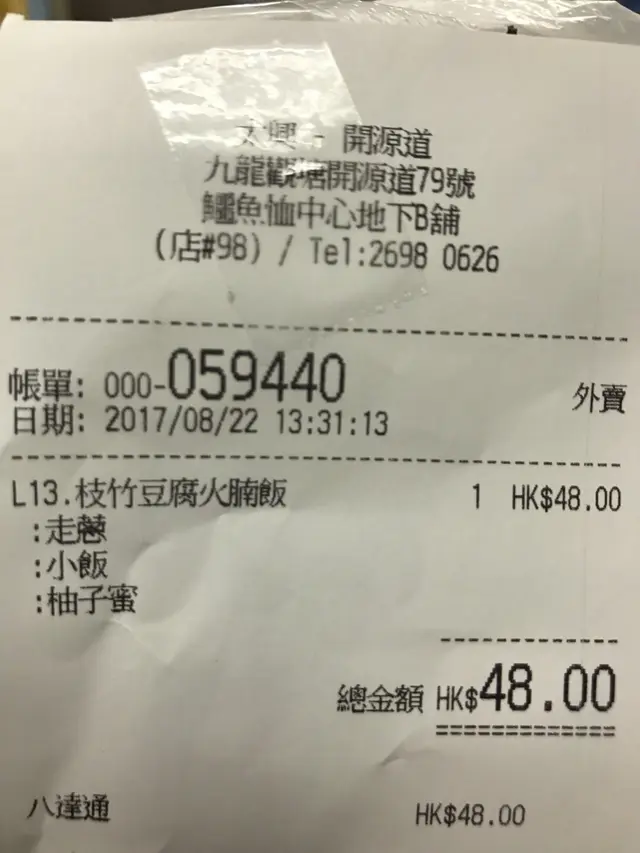 太興 - 開源道
九龍觀塘開源道79號
鱷魚恤中心地下B舖
(店#98) / Tel:2698 0626
帳單: 000-059440 外賣
日期: 2017/08/22 13:31:13
L13.枝竹豆腐火腩飯 1 HK$48.00
:走蔥
:小飯
:柚子蜜
總金額 HK$48.00
八達通 HK$48.00